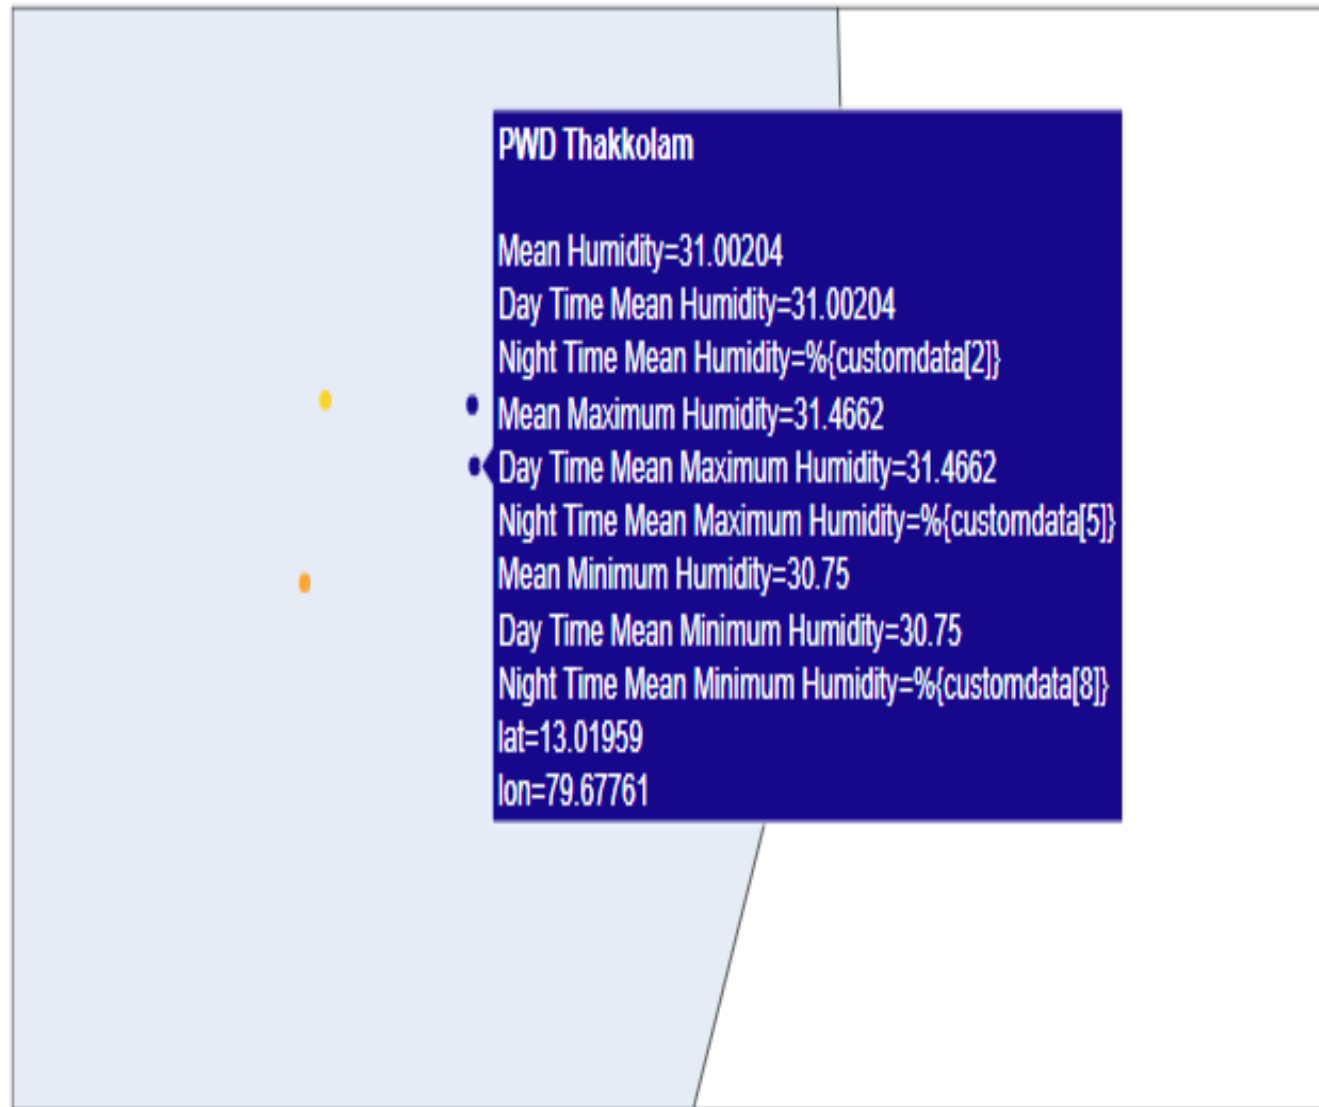 PWD Thakkolam
Mean Humidity=31.00204
Day Time Mean Humidity=31.00204
Night Time Mean Humidity=%{customdata[2]}
Mean Maximum Humidity=31.4662
Day Time Mean Maximum Humidity=31.4662
Night Time Mean Maximum Humidity=%{customdata[5]}
Mean Minimum Humidity=30.75
Day Time Mean Minimum Humidity=30.75
Night Time Mean Minimum Humidity=%{customdata[8]}
lat=13.01959
lon=79.67761